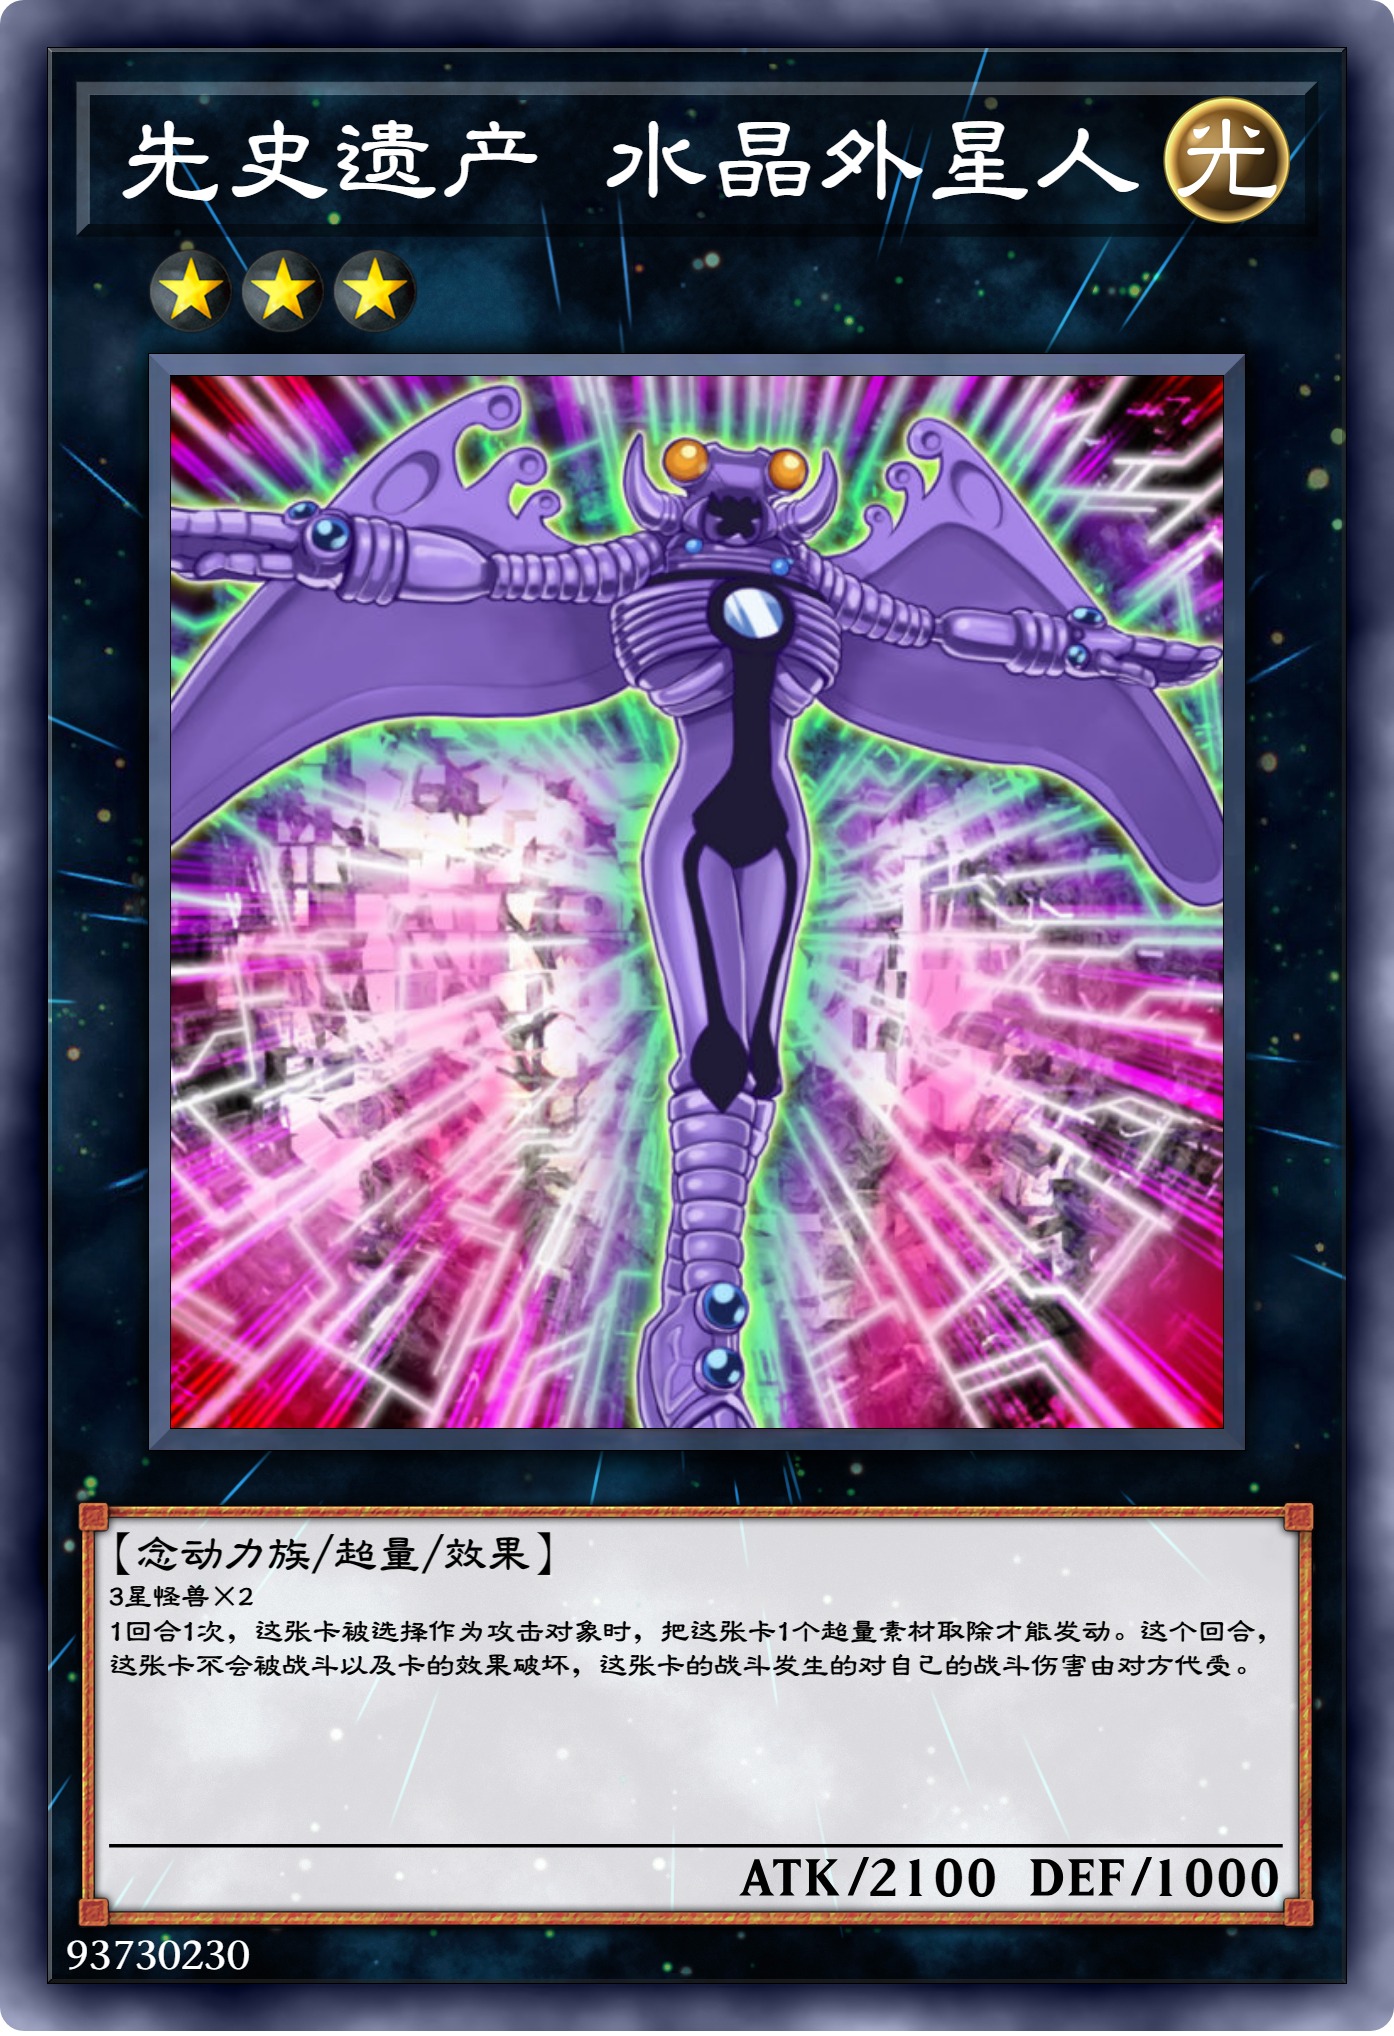 先史遗产 水晶外星人 光
【念动力族/超量/效果】
3星怪兽×2
1回合1次，这张卡被选择作为攻击对象时，把这张卡1个超量素材取除才能发动。这个回合，
这张卡不会被战斗以及卡的效果破坏，这张卡的战斗发生的对自己的战斗伤害由对方代受。
ATK/2100 DEF/1000
93730230